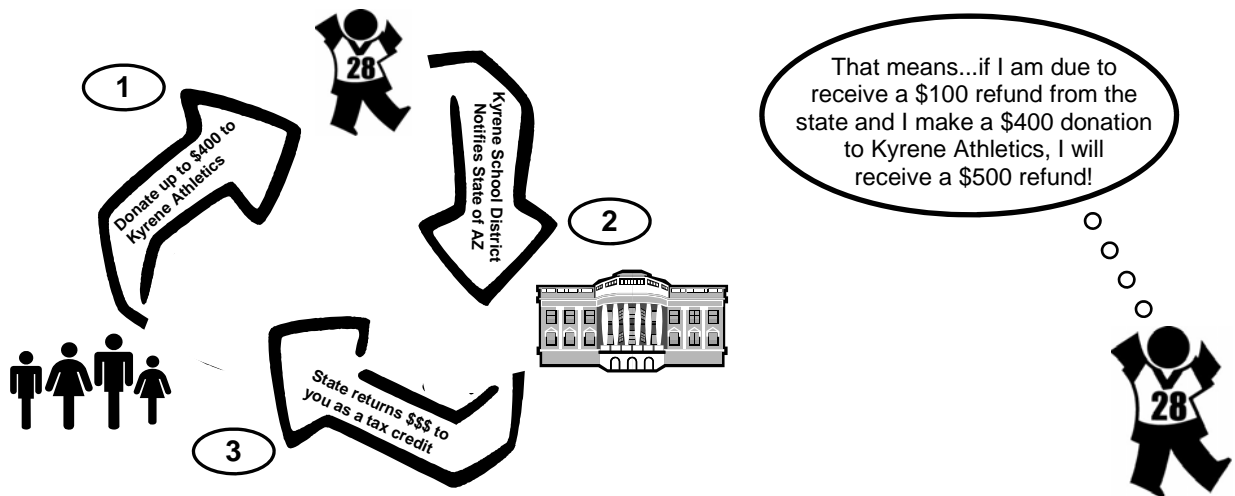 1
28
Donate up to $400 to
Kyrene Athletics
Kyrene School District
Notifies State of AZ
2
State returns $$$ to
you as a tax credit
3
That means...if I am due to
receive a $100 refund from the
state and I make a $400 donation
to Kyrene Athletics, I will
receive a $500 refund!
28